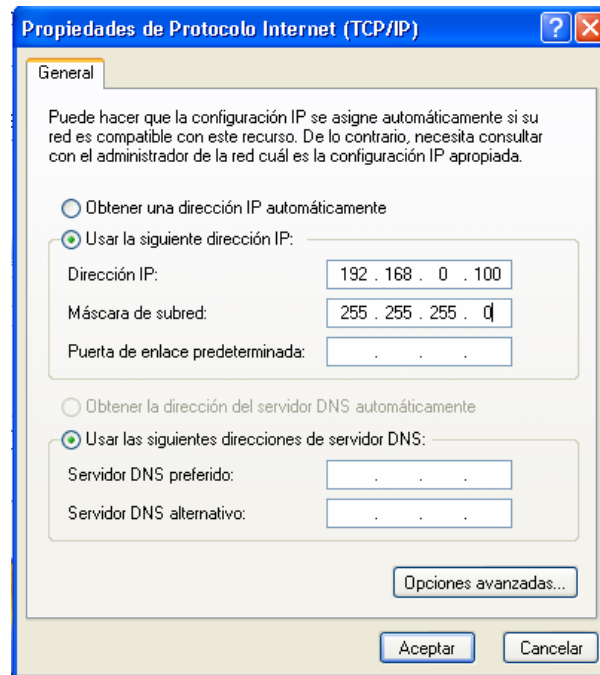 Propiedades de Protocolo Internet (TCP/IP)
General
Puede hacer que la configuración IP se asigne automáticamente si su
red es compatible con este recurso. De lo contrario, necesita consultar
con el administrador de la red cuál es la configuración IP apropiada.
Obtener una dirección IP automáticamente
Usar la siguiente dirección IP:
Dirección IP: 192 . 168 . 0 . 100
Máscara de subred: 255 . 255 . 255 . 0
Puerta de enlace predeterminada: . . .
Obtener la dirección del servidor DNS automáticamente
Usar las siguientes direcciones de servidor DNS:
Servidor DNS preferido: . . .
Servidor DNS alternativo: . . .
Opciones avanzadas...
Aceptar Cancelar